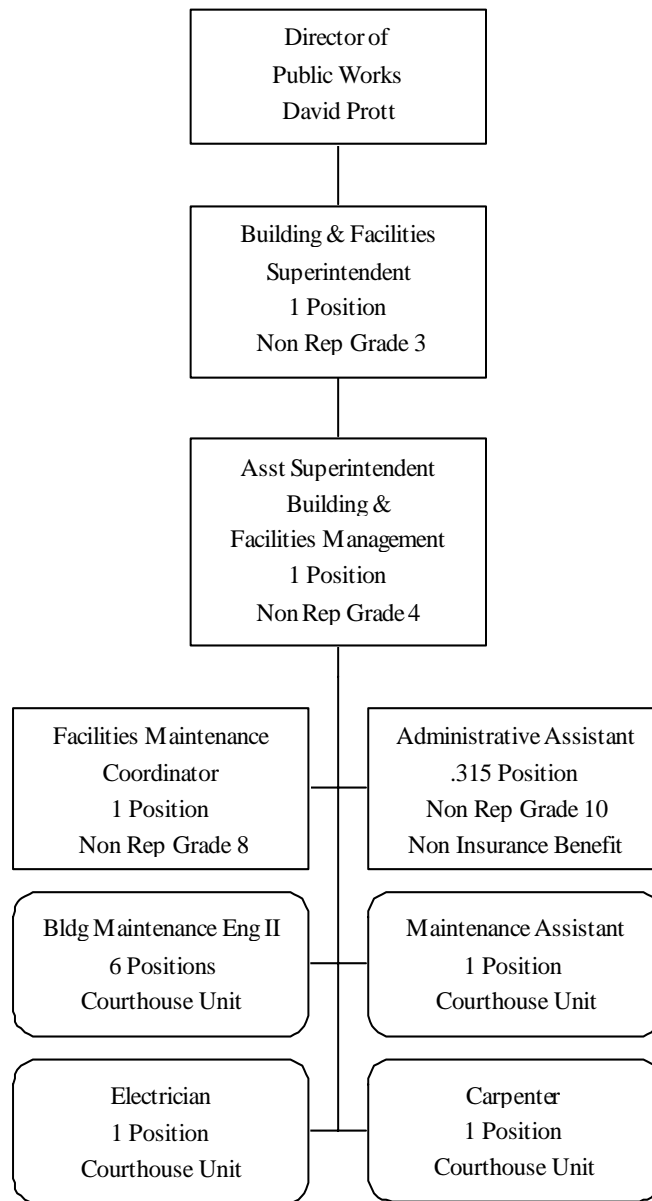 Director of
Public Works
David Prott
Building & Facilities
Superintendent
1 Position
Non Rep Grade 3
Asst Superintendent
Building &
Facilities Management
1 Position
Non Rep Grade 4
Facilities Maintenance
Coordinator
1 Position
Non Rep Grade 8
Administrative Assistant
.315 Position
Non Rep Grade 10
Non Insurance Benefit
Bldg Maintenance Eng II
6 Positions
Courthouse Unit
Maintenance Assistant
1 Position
Courthouse Unit
Electrician
1 Position
Courthouse Unit
Carpenter
1 Position
Courthouse Unit